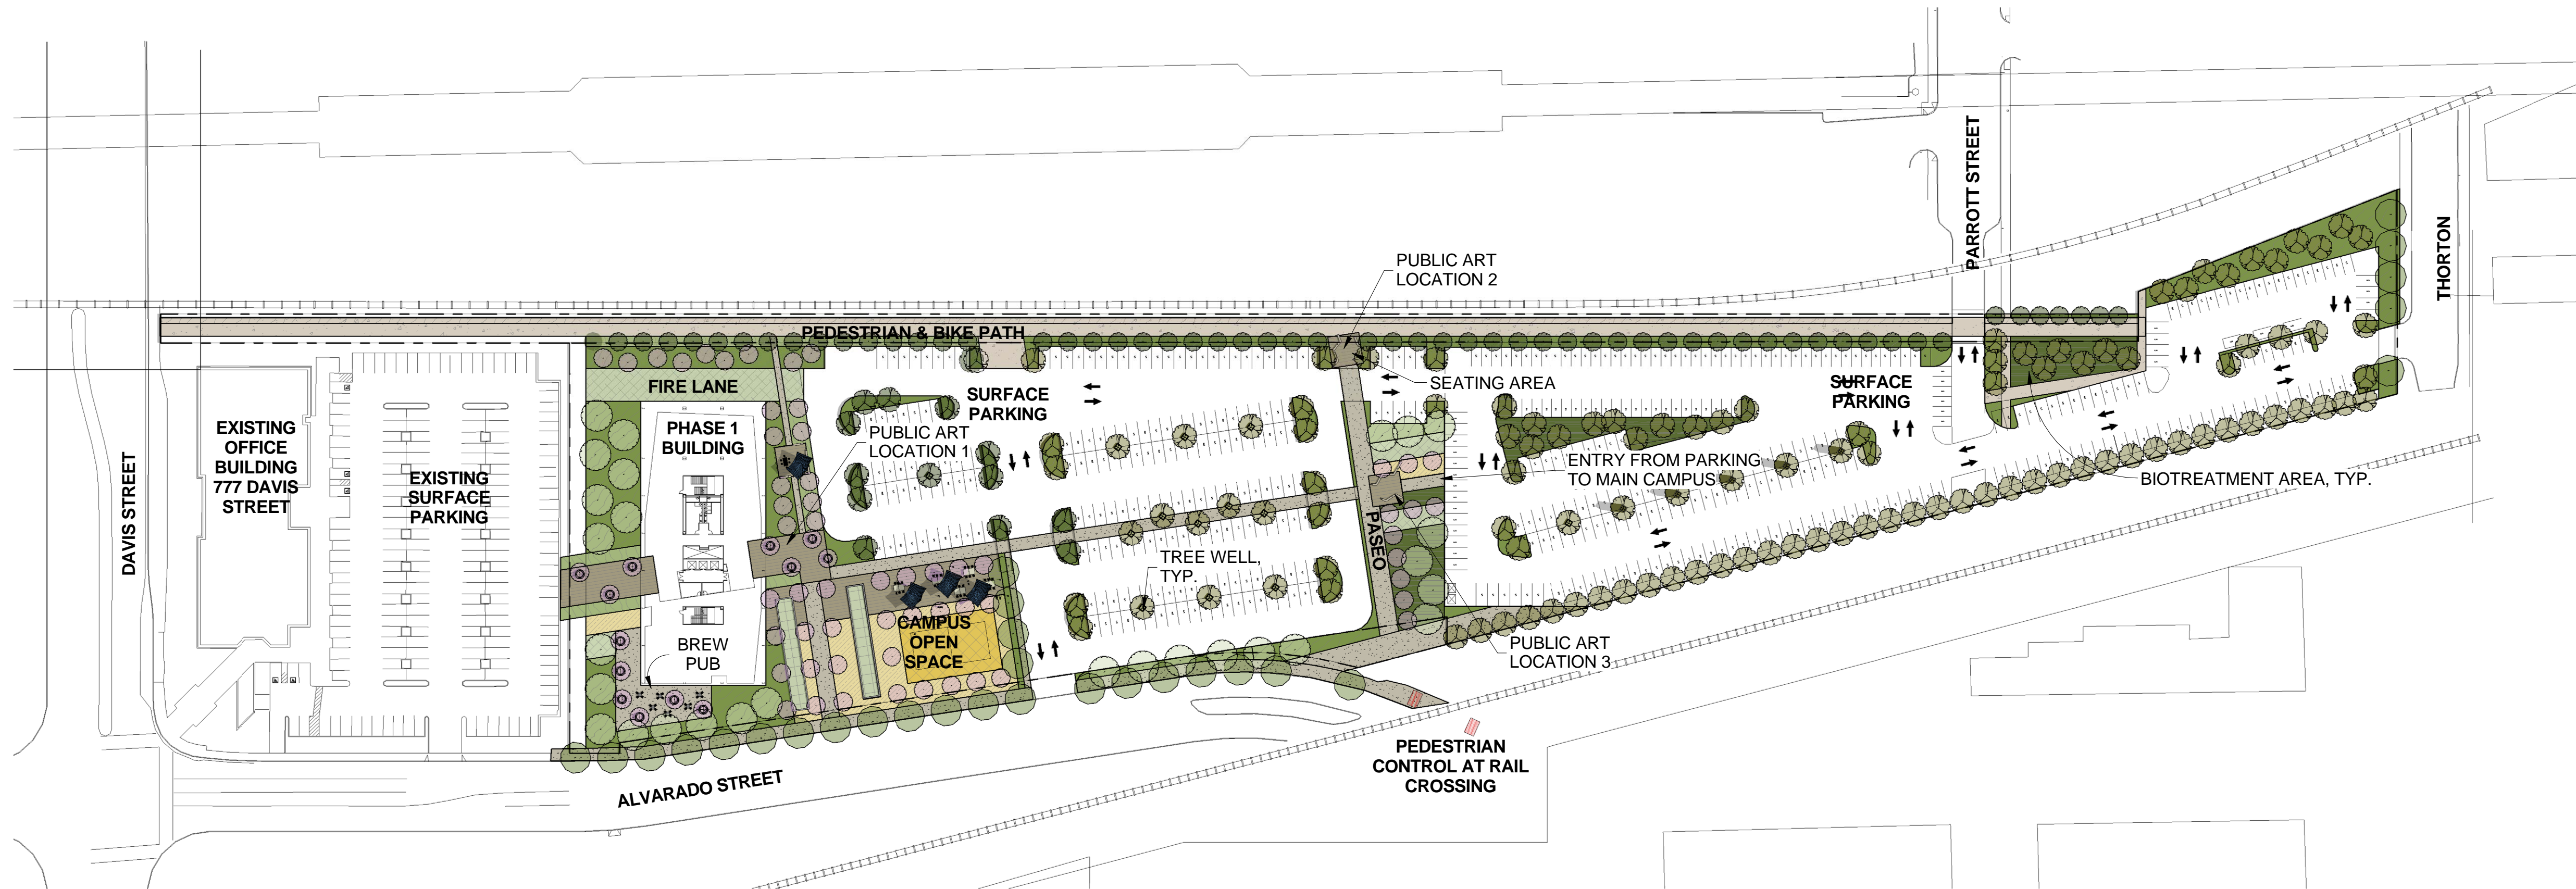 PUBLIC ART
LOCATION 2
PARROTT STREET
THORTON
PEDESTRIAN & BIKE PATH
FIRE LANE
SEATING AREA
SURFACE
PARKING
SURFACE
PARKING
EXISTING
OFFICE
BUILDING
777 DAVIS
STREET
EXISTING
SURFACE
PARKING
PHASE 1
BUILDING
PUBLIC ART
LOCATION 1
DAVIS STREET
ENTRY FROM PARKING
TO MAIN CAMPUS
BIOTREATMENT AREA, TYP.
PASEO
TREE WELL,
TYP.
CAMPUS
OPEN
SPACE
BREW
PUB
PUBLIC ART
LOCATION 3
PEDESTRIAN
CONTROL AT RAIL
CROSSING
ALVARADO STREET